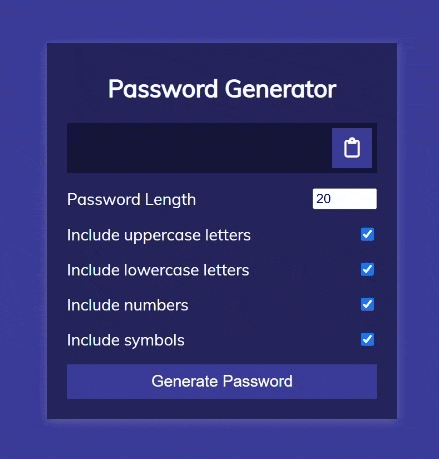 Password Generator
Password Length 20
Include uppercase letters
Include lowercase letters
Include numbers
Include symbols
Generate Password